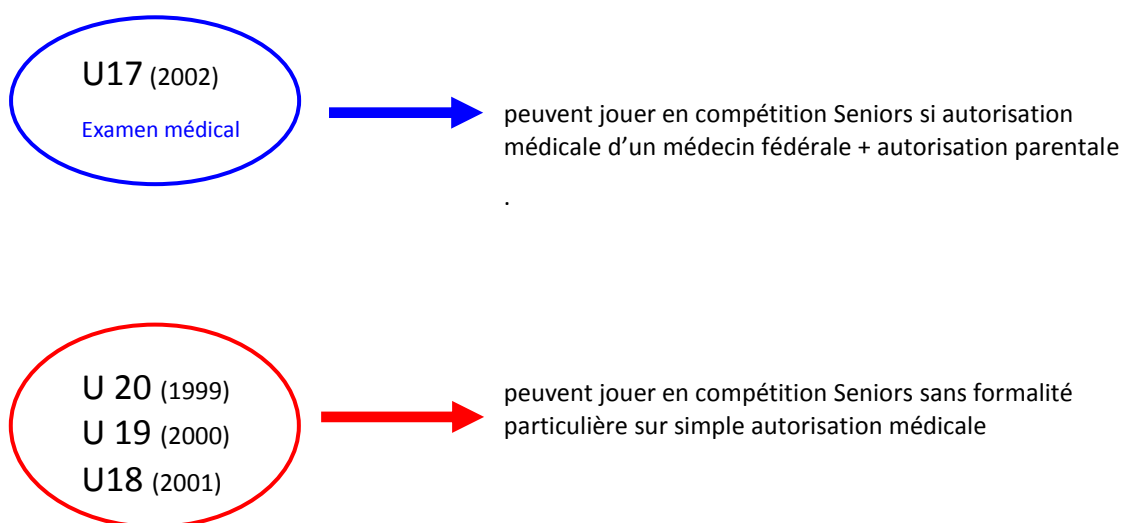 U17 (2002)
Examen médical
peuvent jouer en compétition Seniors si autorisation
médicale d’un médecin fédérale + autorisation parentale
.
U 20 (1999)
U 19 (2000)
U18 (2001)
peuvent jouer en compétition Seniors sans formalité
particulière sur simple autorisation médicale